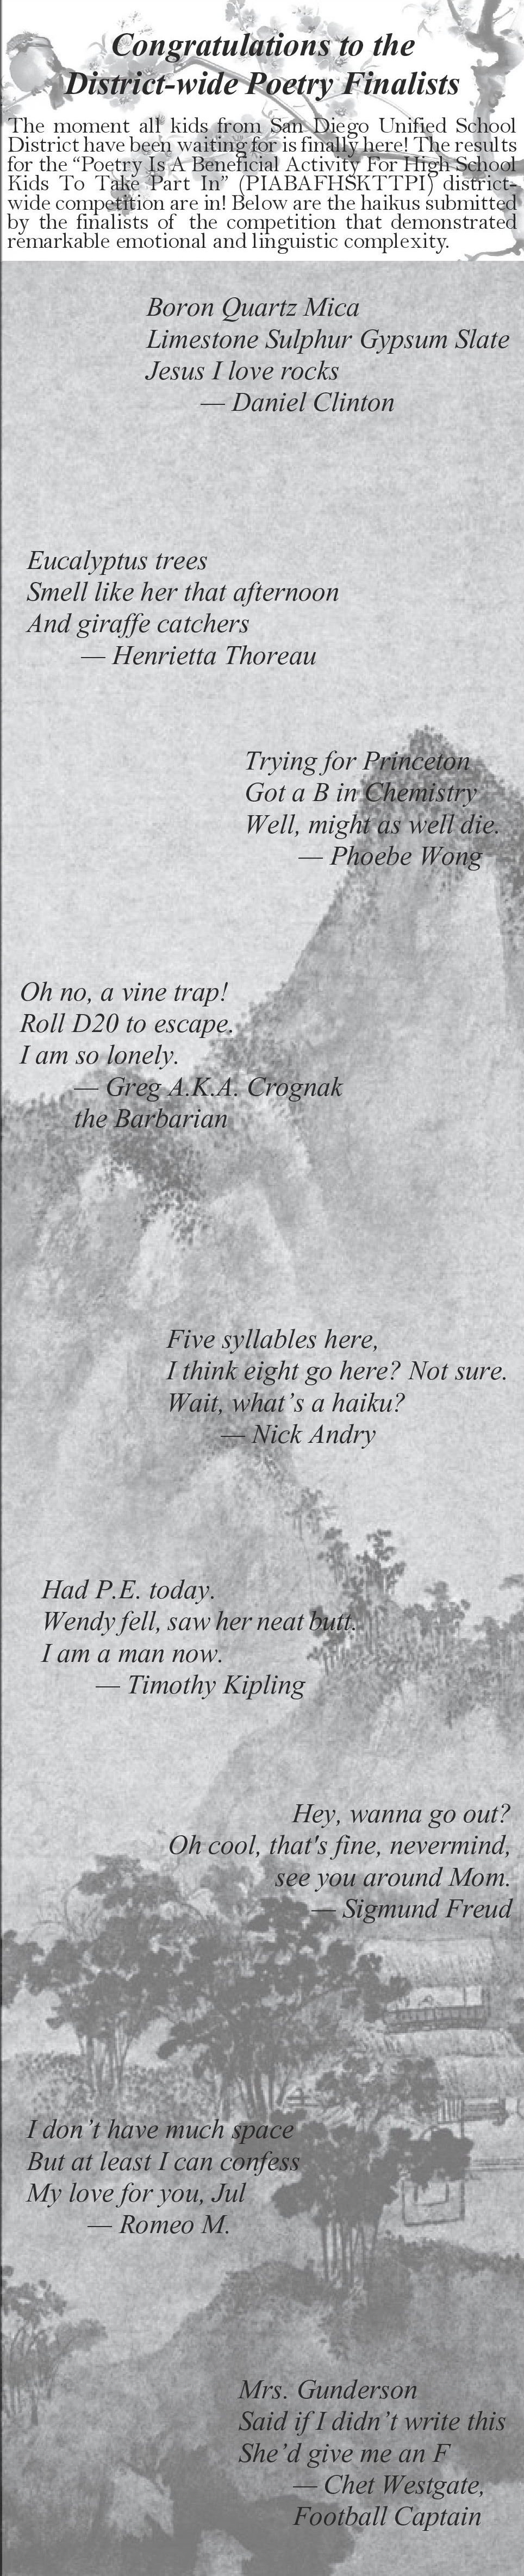 Congratulations to the
District-wide Poetry Finalists
The moment all kids from San Diego Unified School
District have been waiting for is finally here! The results
for the “Poetry Is A Beneficial Activity For High School
Kids To Take Part In” (PIABAFHSKTTPI) district-
wide competition are in! Below are the haikus submitted
by the finalists of the competition that demonstrated
remarkable emotional and linguistic complexity.
Boron Quartz Mica
Limestone Sulphur Gypsum Slate
Jesus I love rocks
— Daniel Clinton
Eucalyptus trees
Smell like her that afternoon
And giraffe catchers
— Henrietta Thoreau
Trying for Princeton
Got a B in Chemistry
Well, might as well die.
— Phoebe Wong
Oh no, a vine trap!
Roll D20 to escape.
I am so lonely.
— Greg A.K.A. Crognak
the Barbarian
Five syllables here,
I think eight go here? Not sure.
Wait, what’s a haiku?
— Nick Andry
Had P.E. today.
Wendy fell, saw her neat butt.
I am a man now.
— Timothy Kipling
Hey, wanna go out?
Oh cool, that's fine, nevermind,
see you around Mom.
— Sigmund Freud
I don’t have much space
But at least I can confess
My love for you, Jul
— Romeo M.
Mrs. Gunderson
Said if I didn’t write this
She’d give me an F
— Chet Westgate,
Football Captain